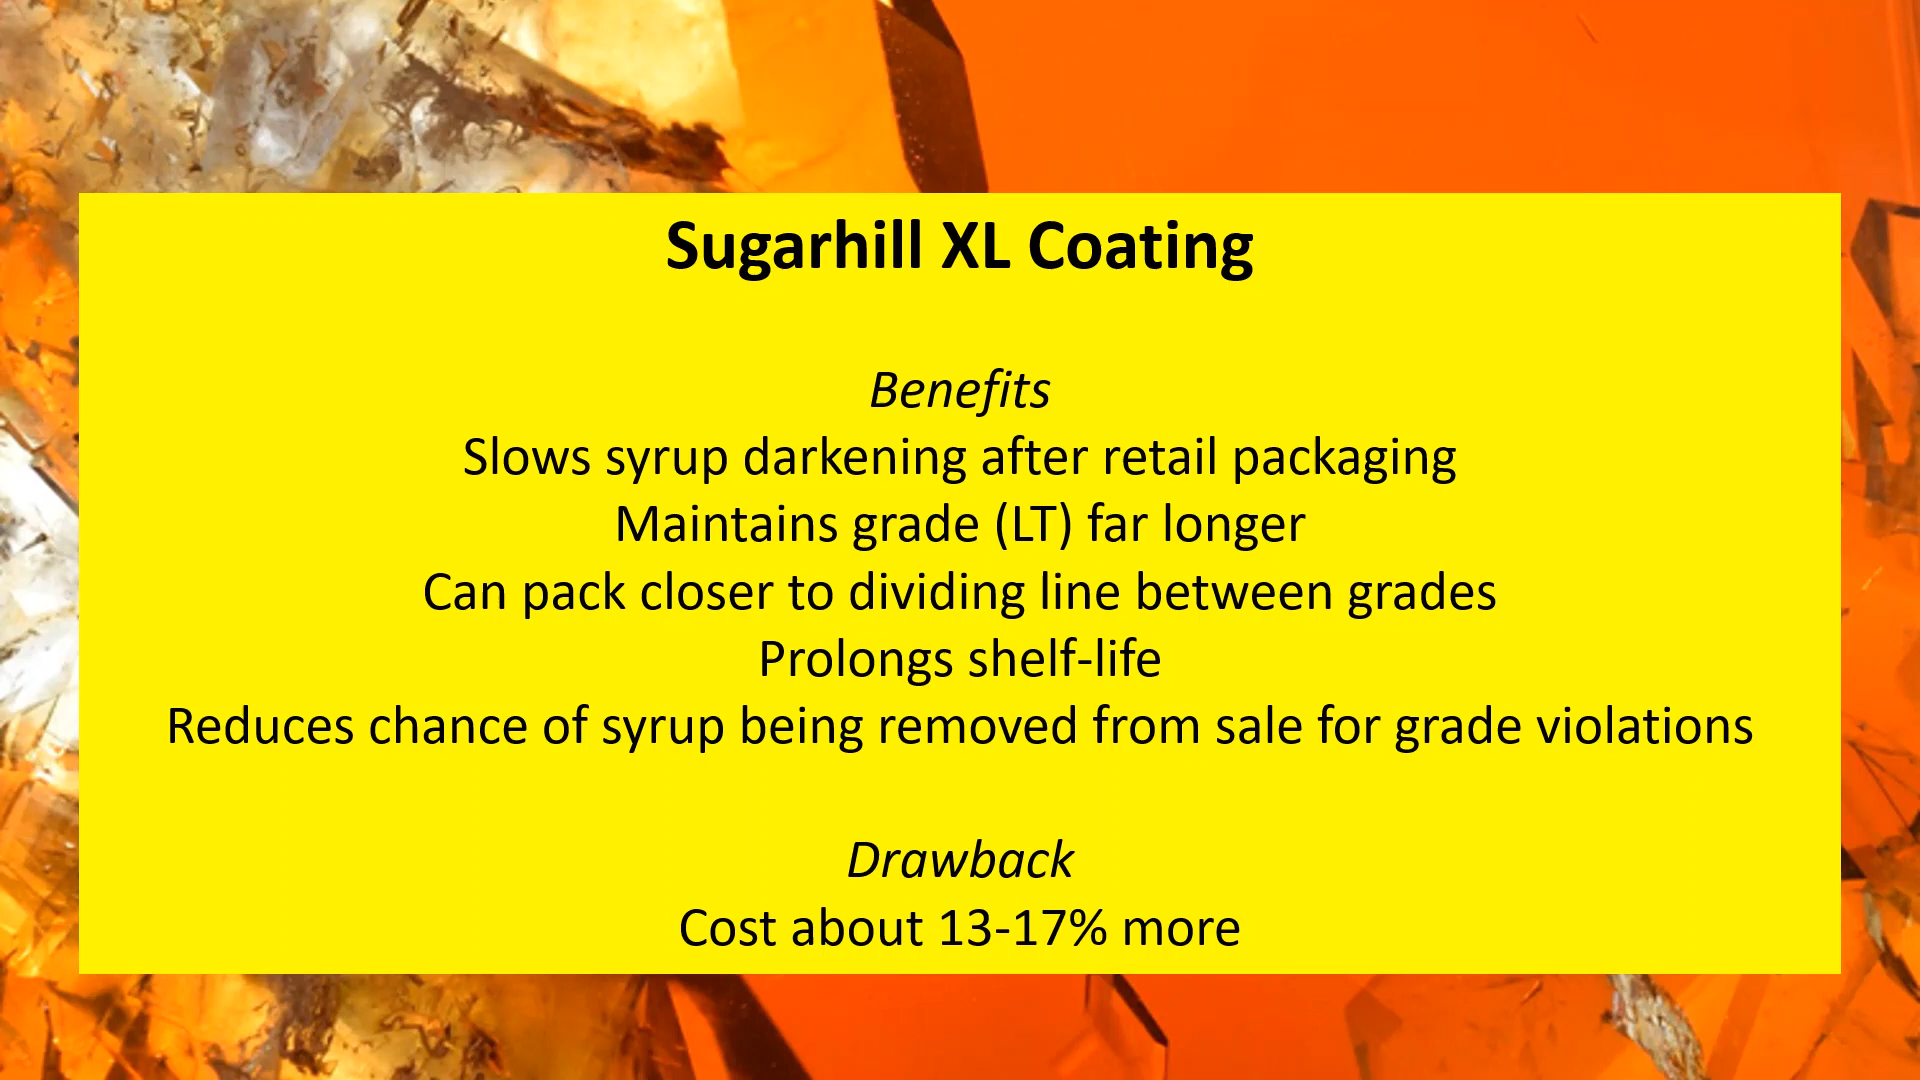 Sugarhill XL Coating
Benefits
Slows syrup darkening after retail packaging
Maintains grade (LT) far longer
Can pack closer to dividing line between grades
Prolongs shelf-life
Reduces chance of syrup being removed from sale for grade violations
Drawback
Cost about 13-17% more